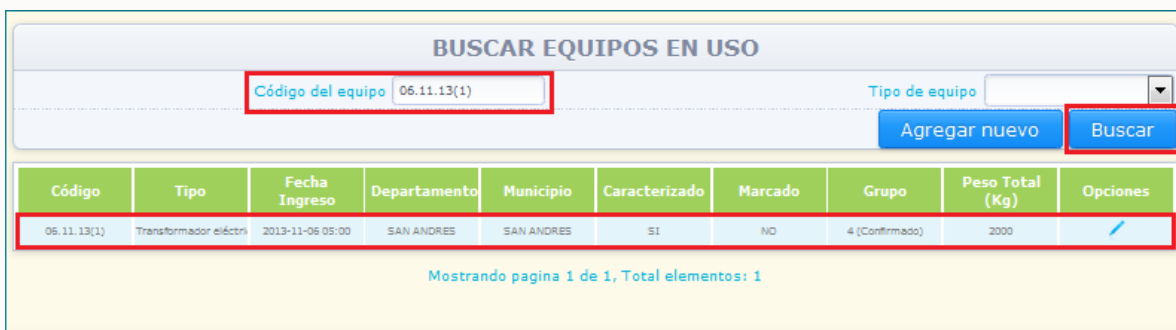 BUSCAR EQUIPOS EN USO
Código del equipo 06.11.13(1) Tipo de equipo
Agregar nuevo Buscar
Código Tipo Fecha Ingreso Departamento Municipio Caracterizado Marcado Grupo Peso Total (Kg) Opciones
06.11.13(1) Transformador eléctri 2013-11-06 05:00 SAN ANDRES SAN ANDRES SI NO 4 (Confirmado) 2000
Mostrando pagina 1 de 1, Total elementos: 1